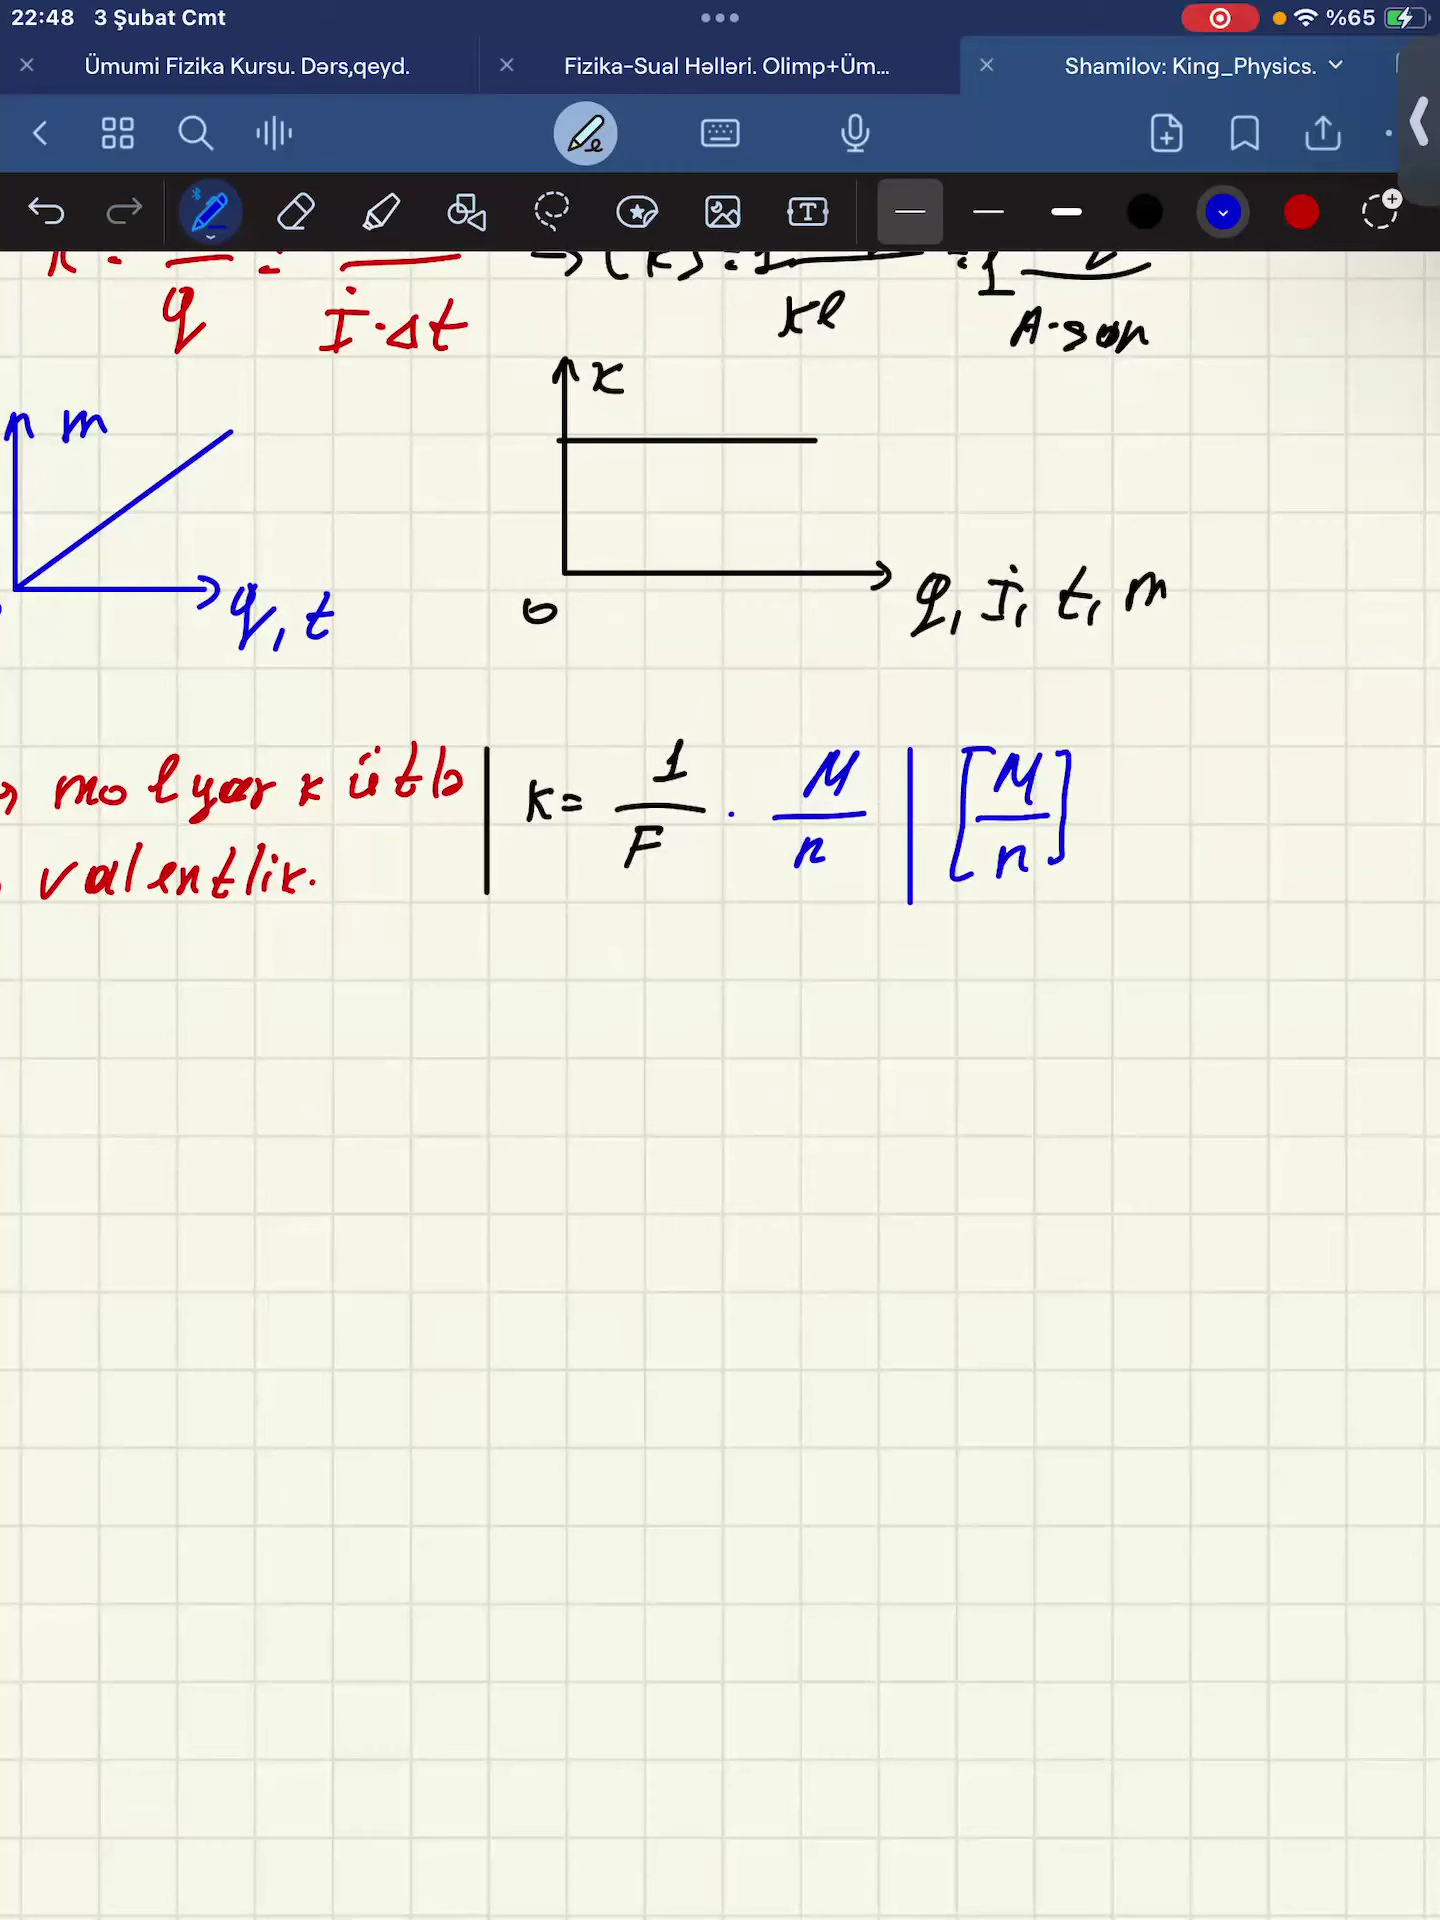 22:48 3 Şubat Cmt %65
Ümumi Fizika Kursu. Dərs,qeyd.
Fizika-Sual Həlləri. Olimp+Üm...
Shamilov: King_Physics.
q İ·Δt
kl A·san
m
q, t
K
0
q, İ, t, m
molyar kütlə
valentlik.
K = 1/F · M/n
[M/n]